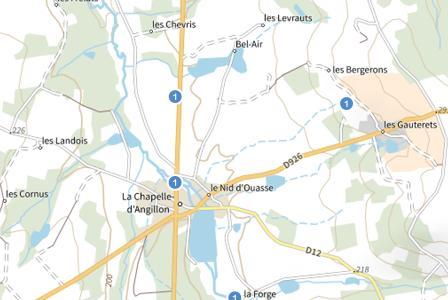 les Chevris
les Levrauts
Bel-Air
les Bergerons
1
1
29
les Gauterets
226
les Landois
D926
1
les Cornus
le Nid d'Ouasse
La Chapelle-
d'Angillon
D12
200
218
la Forge
1